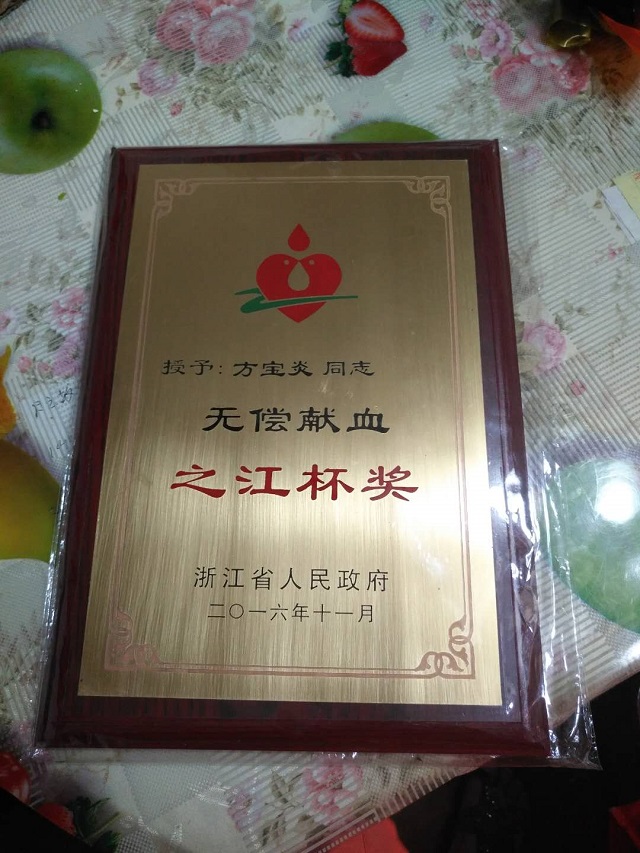 授予：方宝炎 同志
无偿献血
之江杯奖
浙江省人民政府
二〇一六年十一月